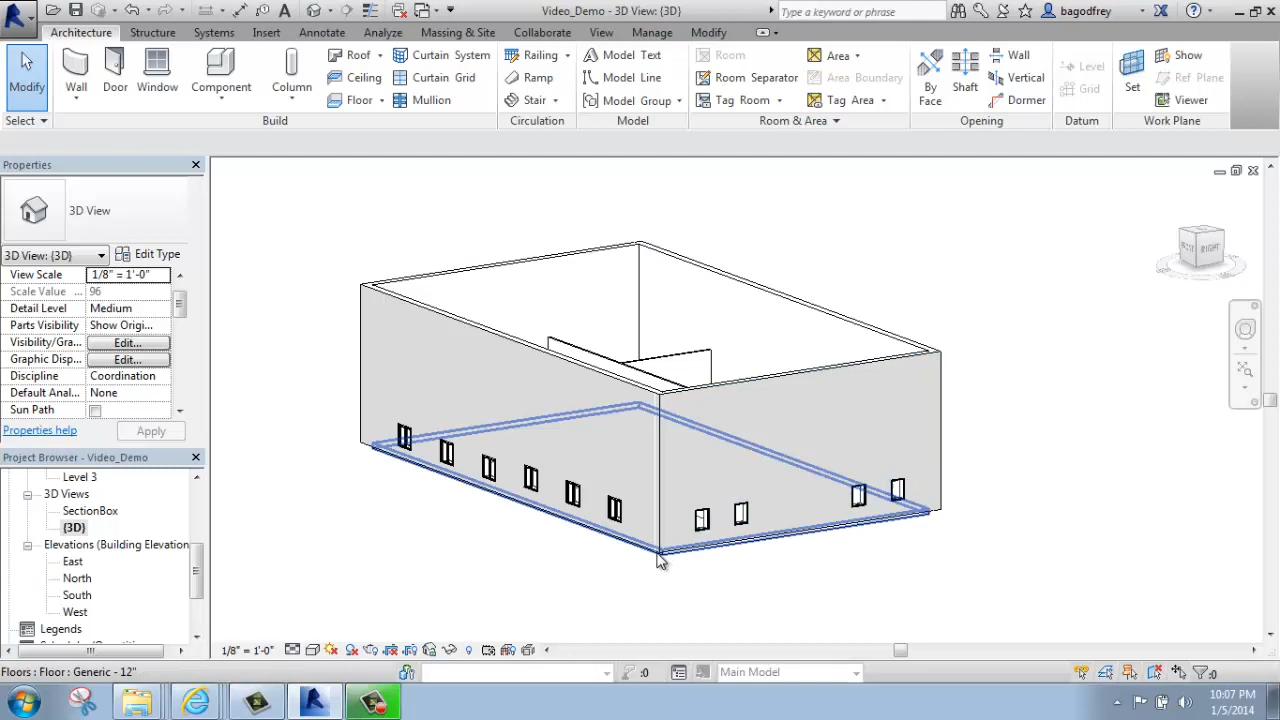 Video_Demo - 3D View: {3D}
Type a keyword or phrase
bagodfrey
Architecture Structure Systems Insert Annotate Analyze Massing & Site Collaborate View Manage Modify
Modify
Select
Wall
Door
Window
Component
Column
Roof
Ceiling
Floor
Curtain System
Curtain Grid
Mullion
Build
Railing
Ramp
Stair
Circulation
Model Text
Model Line
Model Group
Model
Room
Room Separator
Tag Room
Area
Area Boundary
Tag Area
Room & Area
By Face
Shaft
Wall
Vertical
Dormer
Opening
Level
Grid
Datum
Set
Show
Ref Plane
Viewer
Work Plane
Properties
3D View
3D View: {3D}
Edit Type
View Scale 1/8" = 1'-0"
Scale Value ... 96
Detail Level Medium
Parts Visibility Show Origi...
Visibility/Gra... Edit...
Graphic Disp... Edit...
Discipline Coordination
Default Anal... None
Sun Path
Properties help
Apply
Project Browser - Video_Demo
Level 3
3D Views
SectionBox
{3D}
Elevations (Building Elevation
East
North
South
West
Legends
RIGHT
1/8" = 1'-0"
Floors : Floor : Generic - 12"
:0
Main Model
:0
10:07 PM
1/5/2014